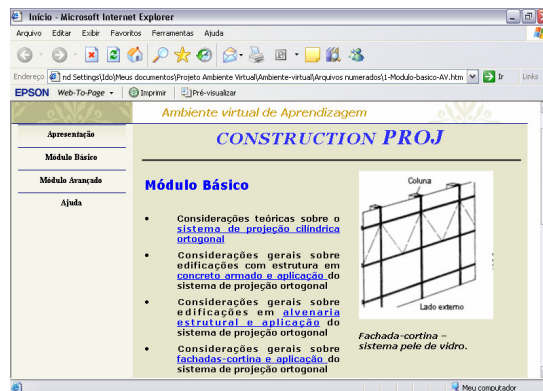 Início - Microsoft Internet Explorer
Arquivo Editar Exibir Favoritos Ferramentas Ajuda
Endereço nd Settings\Ido\Meus documentos\Projeto Ambiente Virtual\Ambiente-virtual\Arquivos numerados\1-Modulo-basico-AV.htm Ir Links
EPSON Web-To-Page Imprimir Pré-visualizar
Ambiente virtual de Aprendizagem
Apresentação
Módulo Básico
Módulo Avançado
Ajuda
CONSTRUCTION PROJ
Módulo Básico
• Considerações teóricas sobre o
sistema de projeção cilíndrica
ortogonal
• Considerações gerais sobre
edificações com estrutura em
concreto armado e aplicação do
sistema de projeção ortogonal
• Considerações gerais sobre
edificações em alvenaria
estrutural e aplicação do
sistema de projeção ortogonal
• Considerações gerais sobre
fachadas-cortina e aplicação do
sistema de projeção ortogonal
Coluna
Lado externo
Fachada-cortina –
sistema pele de vidro.
Meu computador